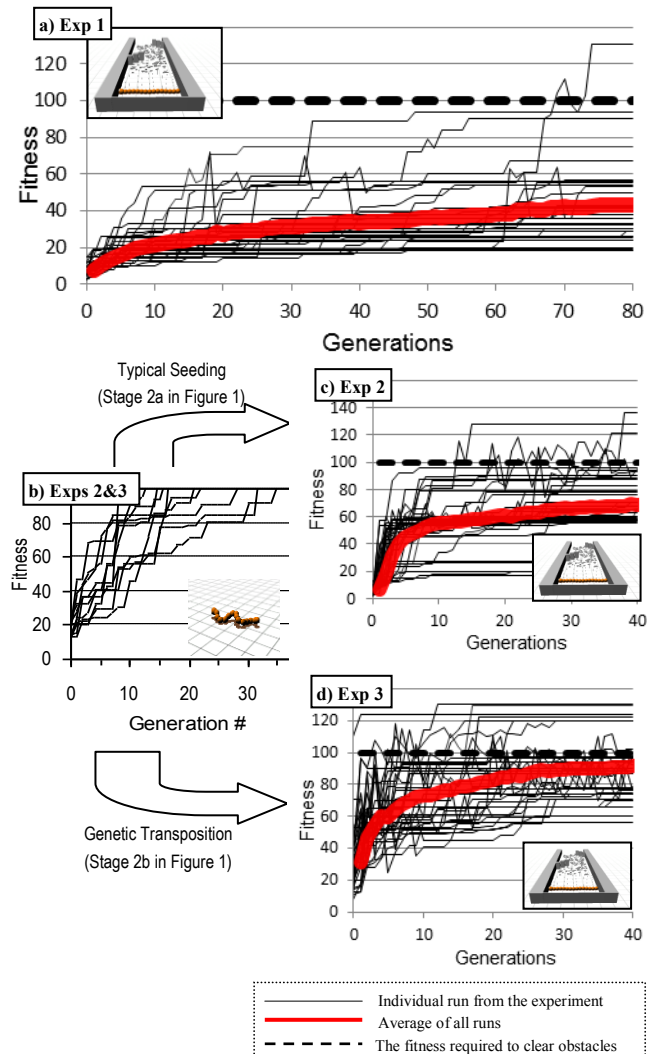 a) Exp 1
Fitness
120
100
80
60
40
20
0
0 10 20 30 40 50 60 70 80
Generations
Typical Seeding
(Stage 2a in Figure 1)
b) Exps 2&3
Fitness
80
60
40
20
0
0 10 20 30
Generation #
c) Exp 2
Fitness
140
120
100
80
60
40
20
0
0 10 20 30 40
Generations
Genetic Transposition
(Stage 2b in Figure 1)
d) Exp 3
Fitness
120
100
80
60
40
20
0
0 10 20 30 40
Generations
Individual run from the experiment
Average of all runs
The fitness required to clear obstacles